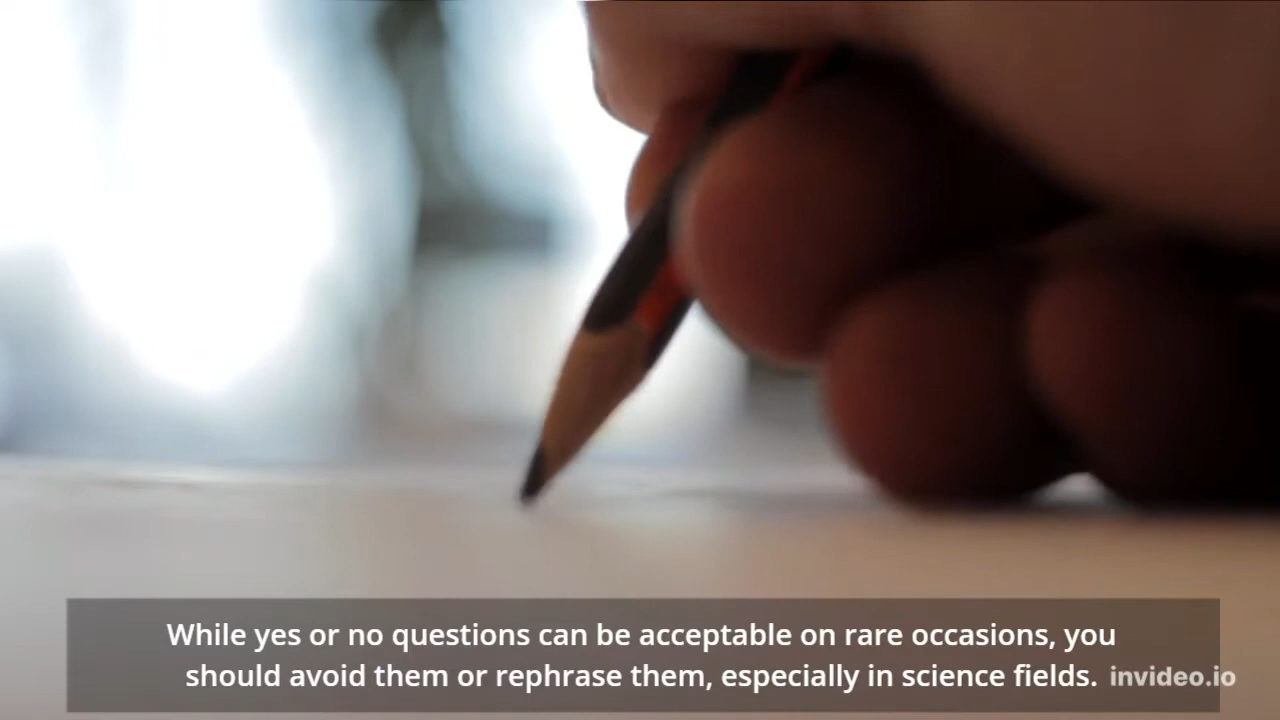 While yes or no questions can be acceptable on rare occasions, you
should avoid them or rephrase them, especially in science fields.
invideo.io